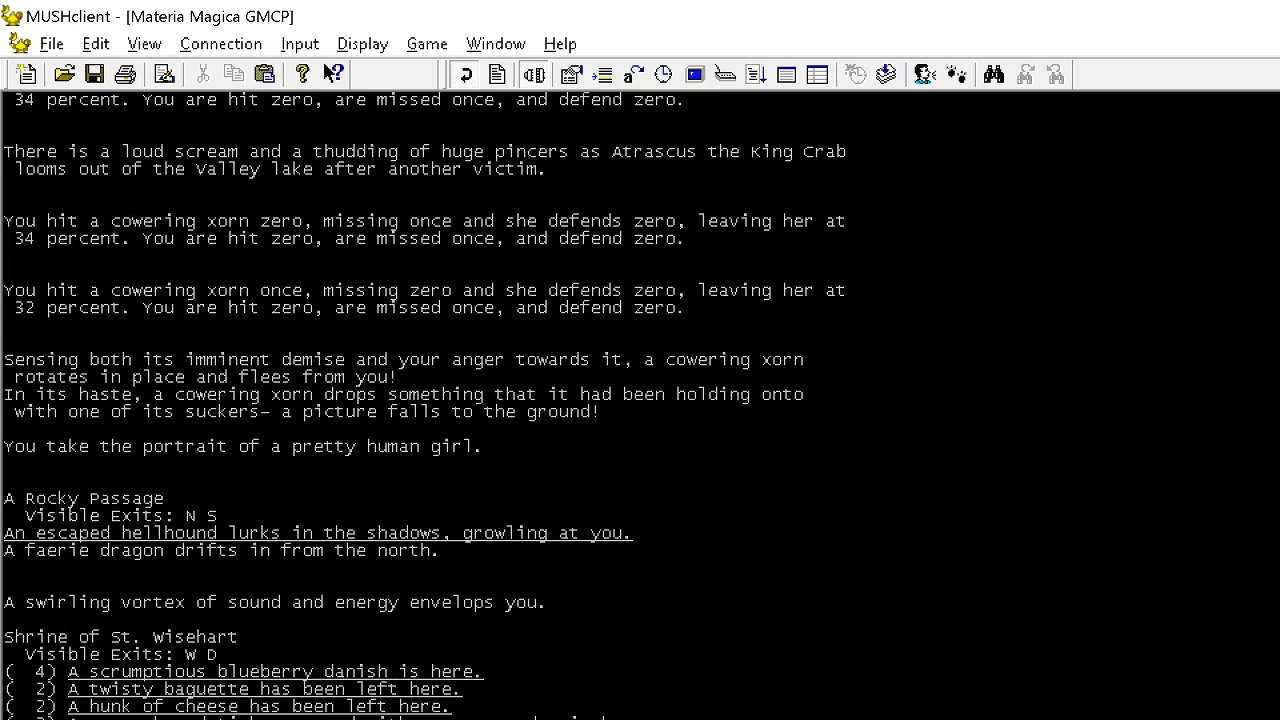 MUSHclient - [Materia Magica GMCP]
File Edit View Connection Input Display Game Window Help
34 percent. You are hit zero, are missed once, and defend zero.
There is a loud scream and a thudding of huge pincers as Atrascus the King Crab
looms out of the Valley lake after another victim.
You hit a cowering xorn zero, missing once and she defends zero, leaving her at
34 percent. You are hit zero, are missed once, and defend zero.
You hit a cowering xorn once, missing zero and she defends zero, leaving her at
32 percent. You are hit zero, are missed once, and defend zero.
Sensing both its imminent demise and your anger towards it, a cowering xorn
rotates in place and flees from you!
In its haste, a cowering xorn drops something that it had been holding onto
with one of its suckers- a picture falls to the ground!
You take the portrait of a pretty human girl.
A Rocky Passage
Visible Exits: N S
An escaped hellhound lurks in the shadows, growling at you.
A faerie dragon drifts in from the north.
A swirling vortex of sound and energy envelops you.
Shrine of St. Wisehart
Visible Exits: W D
( 4) A scrumptious blueberry danish is here.
( 2) A twisty baguette has been left here.
( 2) A hunk of cheese has been left here.